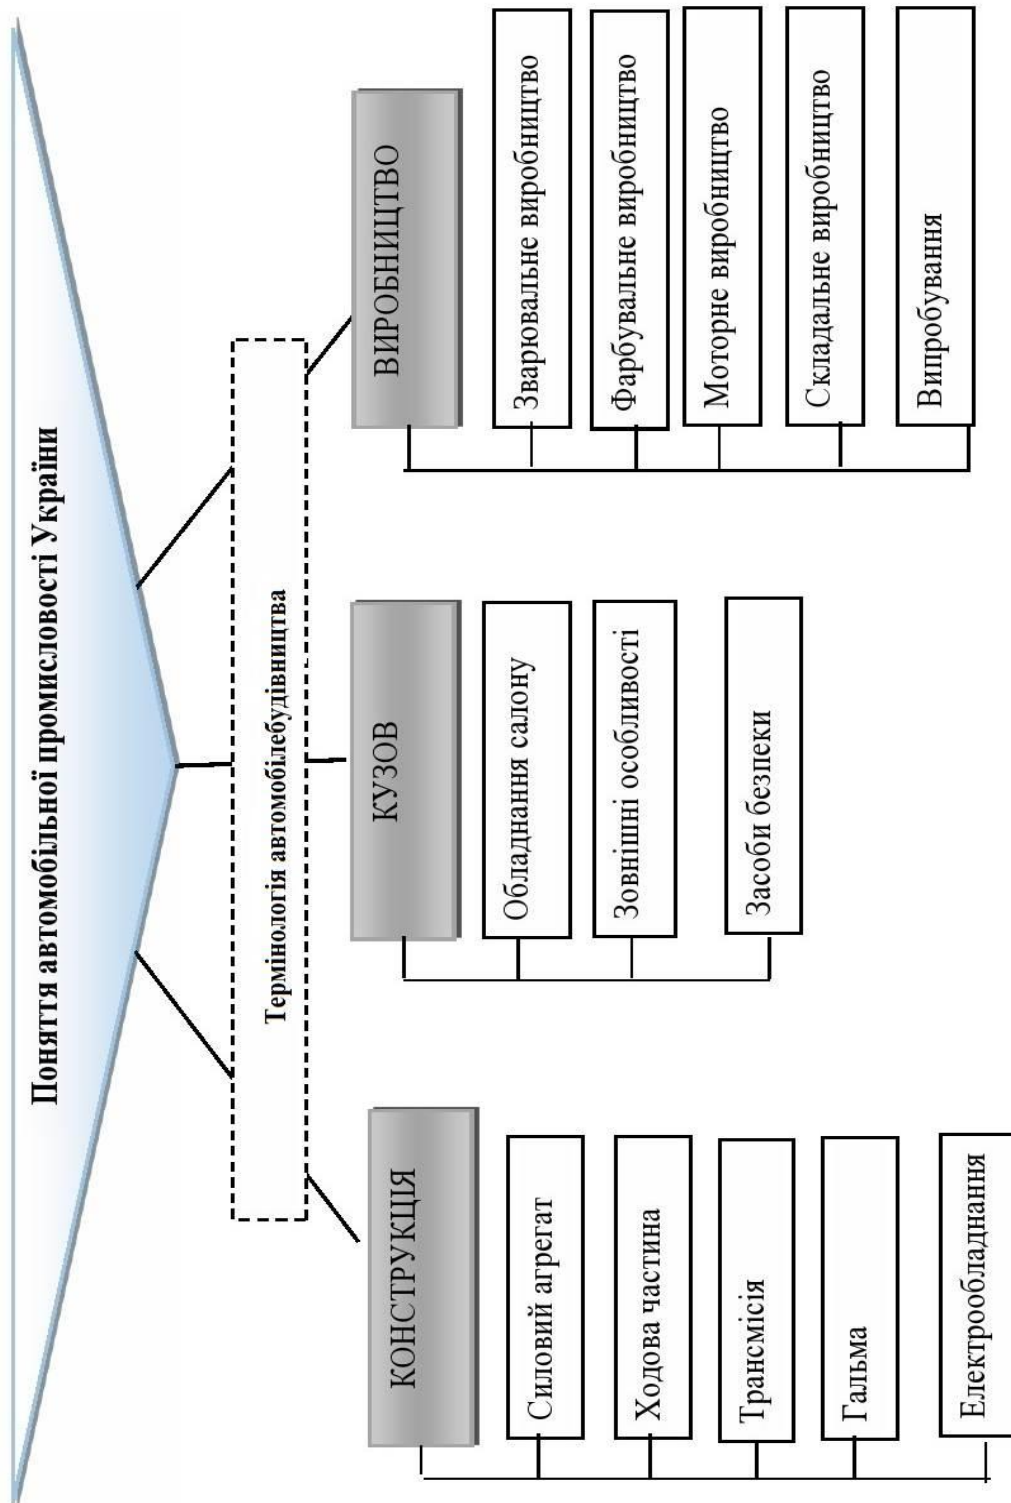 Поняття автомобільної промисловості України
Термінологія автомобілебудівництва
КОНСТРУКЦІЯ
Силовий агрегат
Ходова частина
Трансмісія
Гальма
Електрообладнання
КУЗОВ
Обладнання салону
Зовнішні особливості
Засоби безпеки
ВИРОБНИЦТВО
Зварювальне виробництво
Фарбувальне виробництво
Моторне виробництво
Складальне виробництво
Випробування